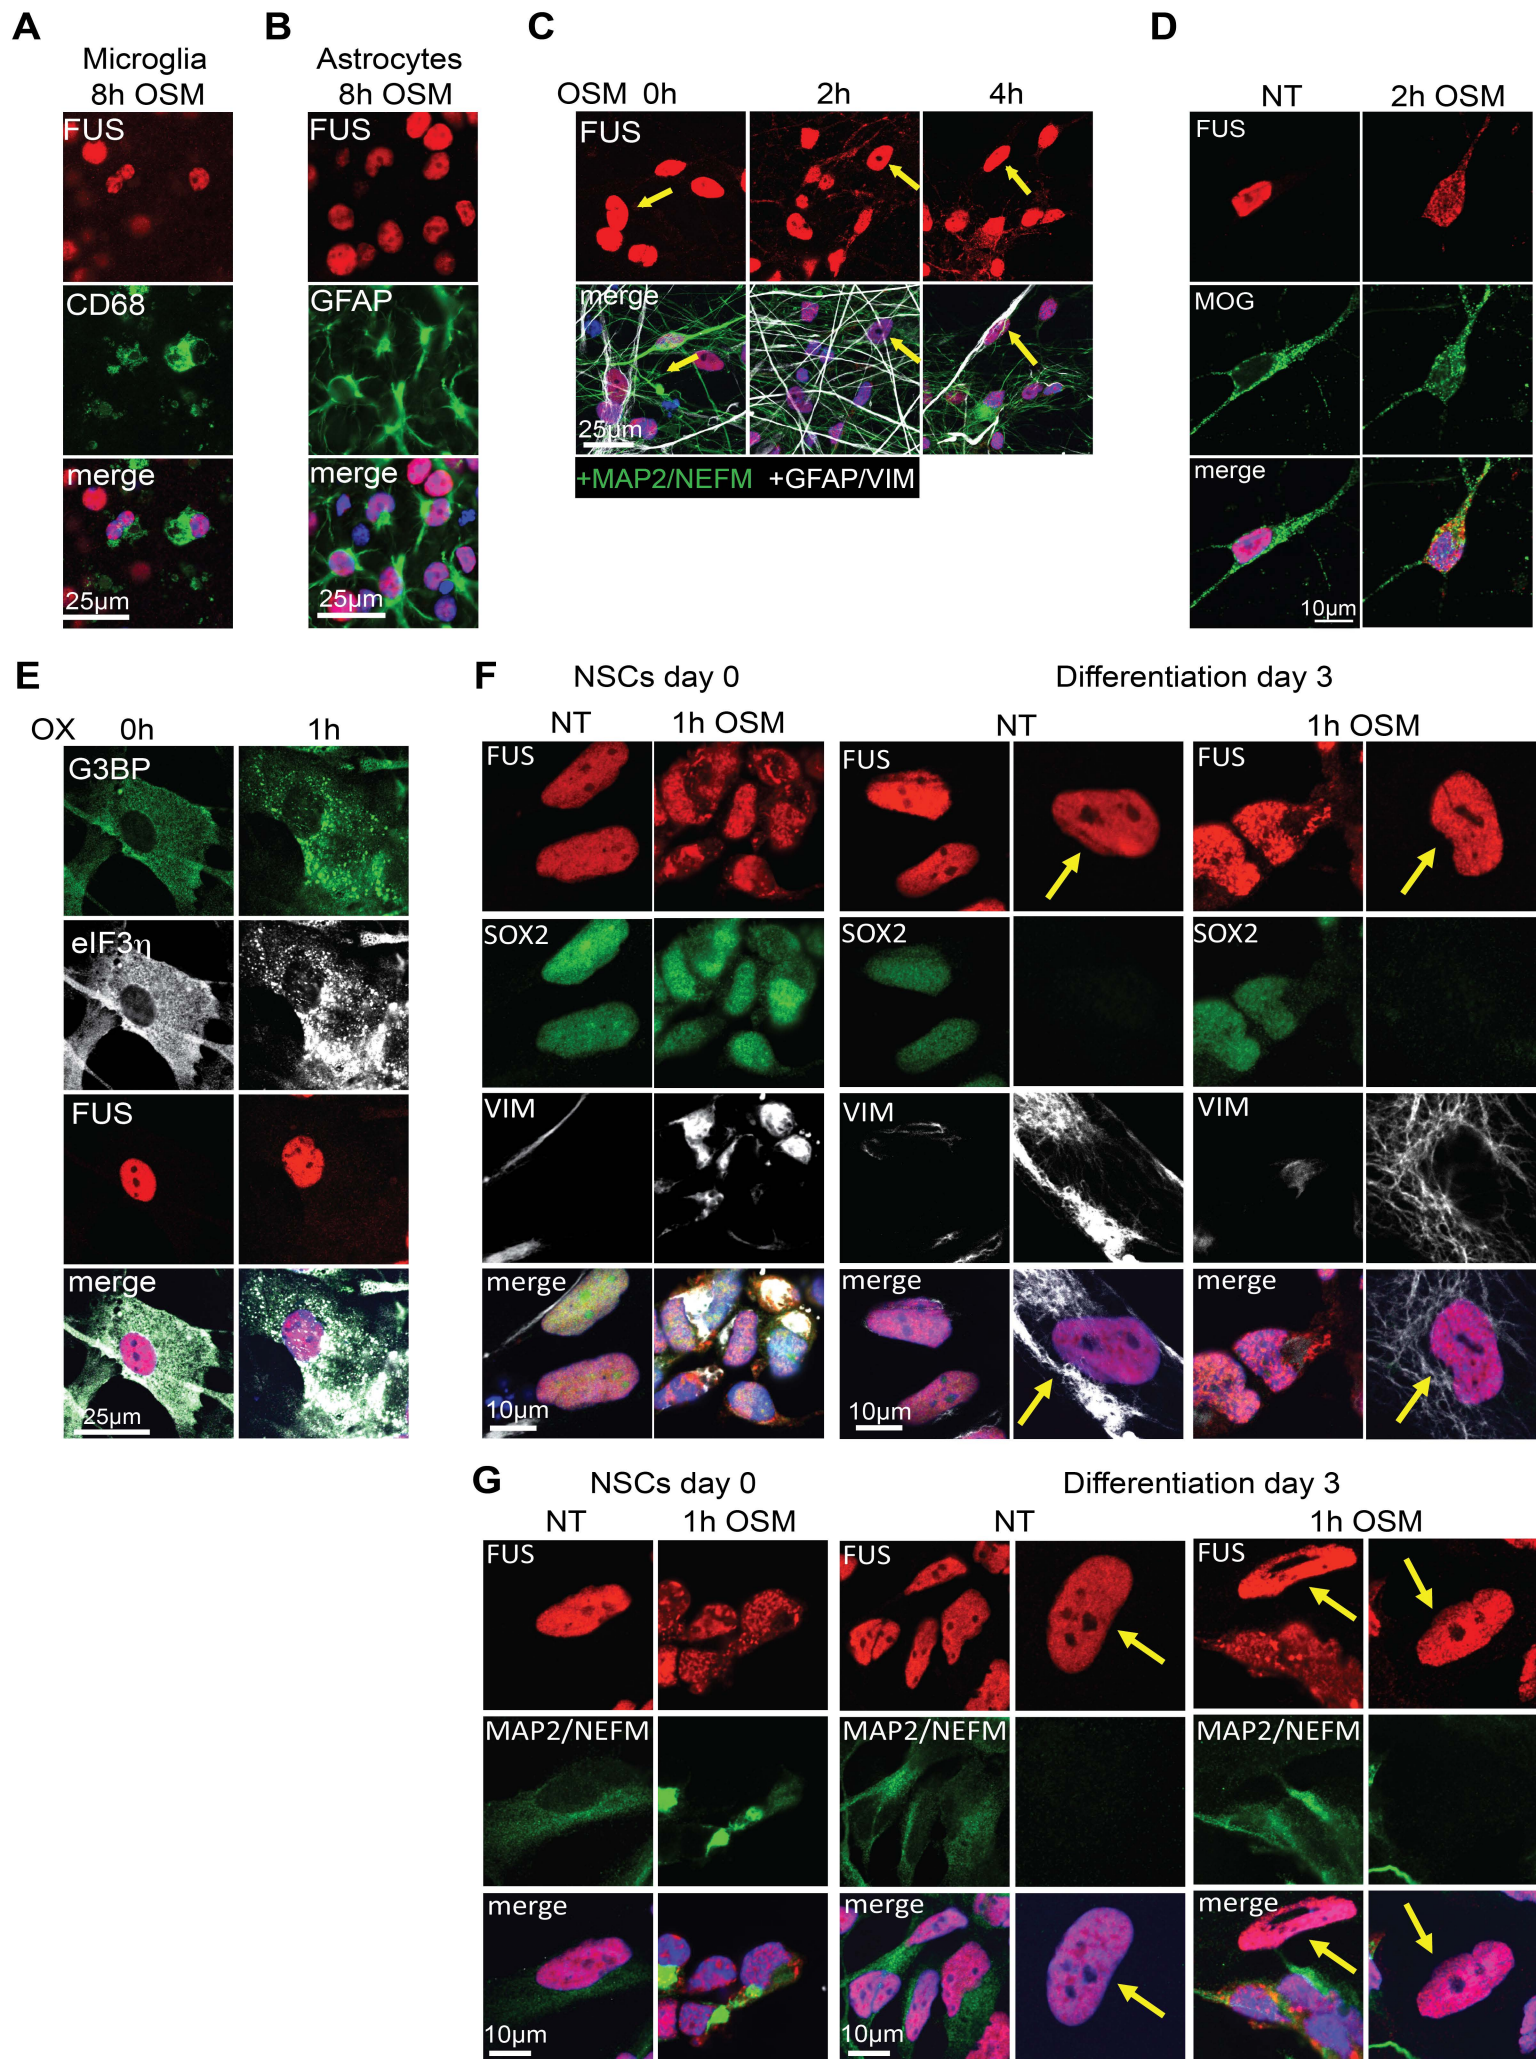 A
Microglia
8h OSM
FUS
CD68
merge
25µm
B
Astrocytes
8h OSM
FUS
GFAP
merge
25µm
C
OSM 0h 2h 4h
FUS
merge
25µm
+MAP2/NEFM +GFAP/VIM
D
NT 2h OSM
FUS
MOG
merge
10µm
E
OX 0h 1h
G3BP
eIF3η
FUS
merge
25µm
F
NSCs day 0 Differentiation day 3
NT 1h OSM NT 1h OSM
FUS FUS FUS
SOX2 SOX2 SOX2
VIM VIM VIM
merge merge merge
10µm 10µm
G
NSCs day 0 Differentiation day 3
NT 1h OSM NT 1h OSM
FUS FUS FUS
MAP2/NEFM MAP2/NEFM MAP2/NEFM
merge merge merge
10µm 10µm